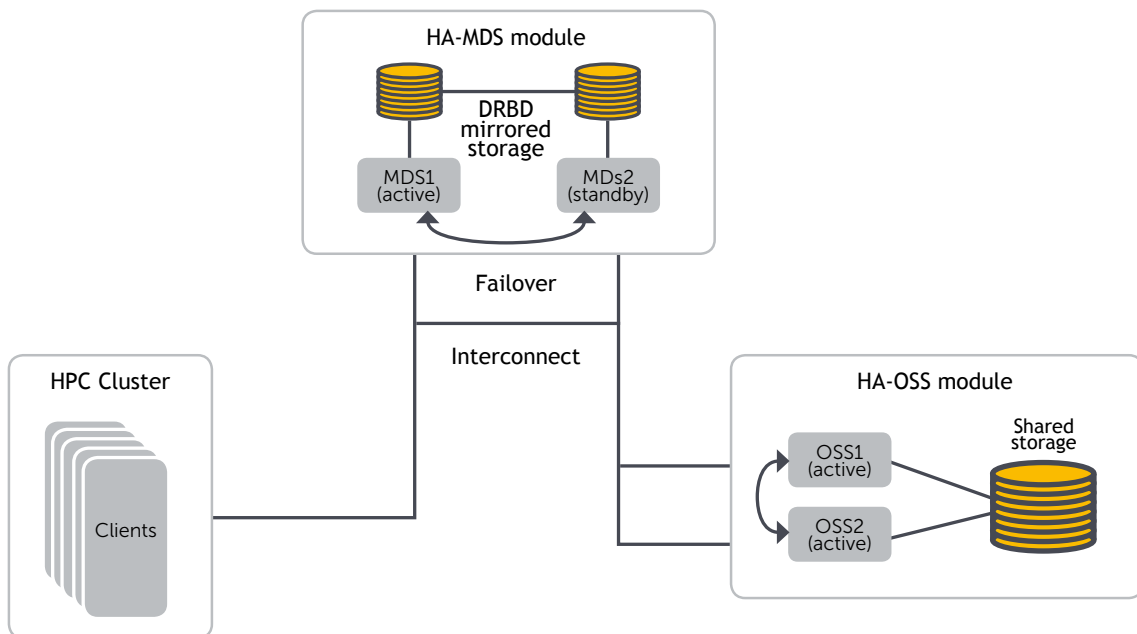 HA-MDS module
DRBD
mirrored
storage
MDS1
(active)
MDs2
(standby)
Failover
Interconnect
HPC Cluster
Clients
HA-OSS module
Shared
storage
OSS1
(active)
OSS2
(active)